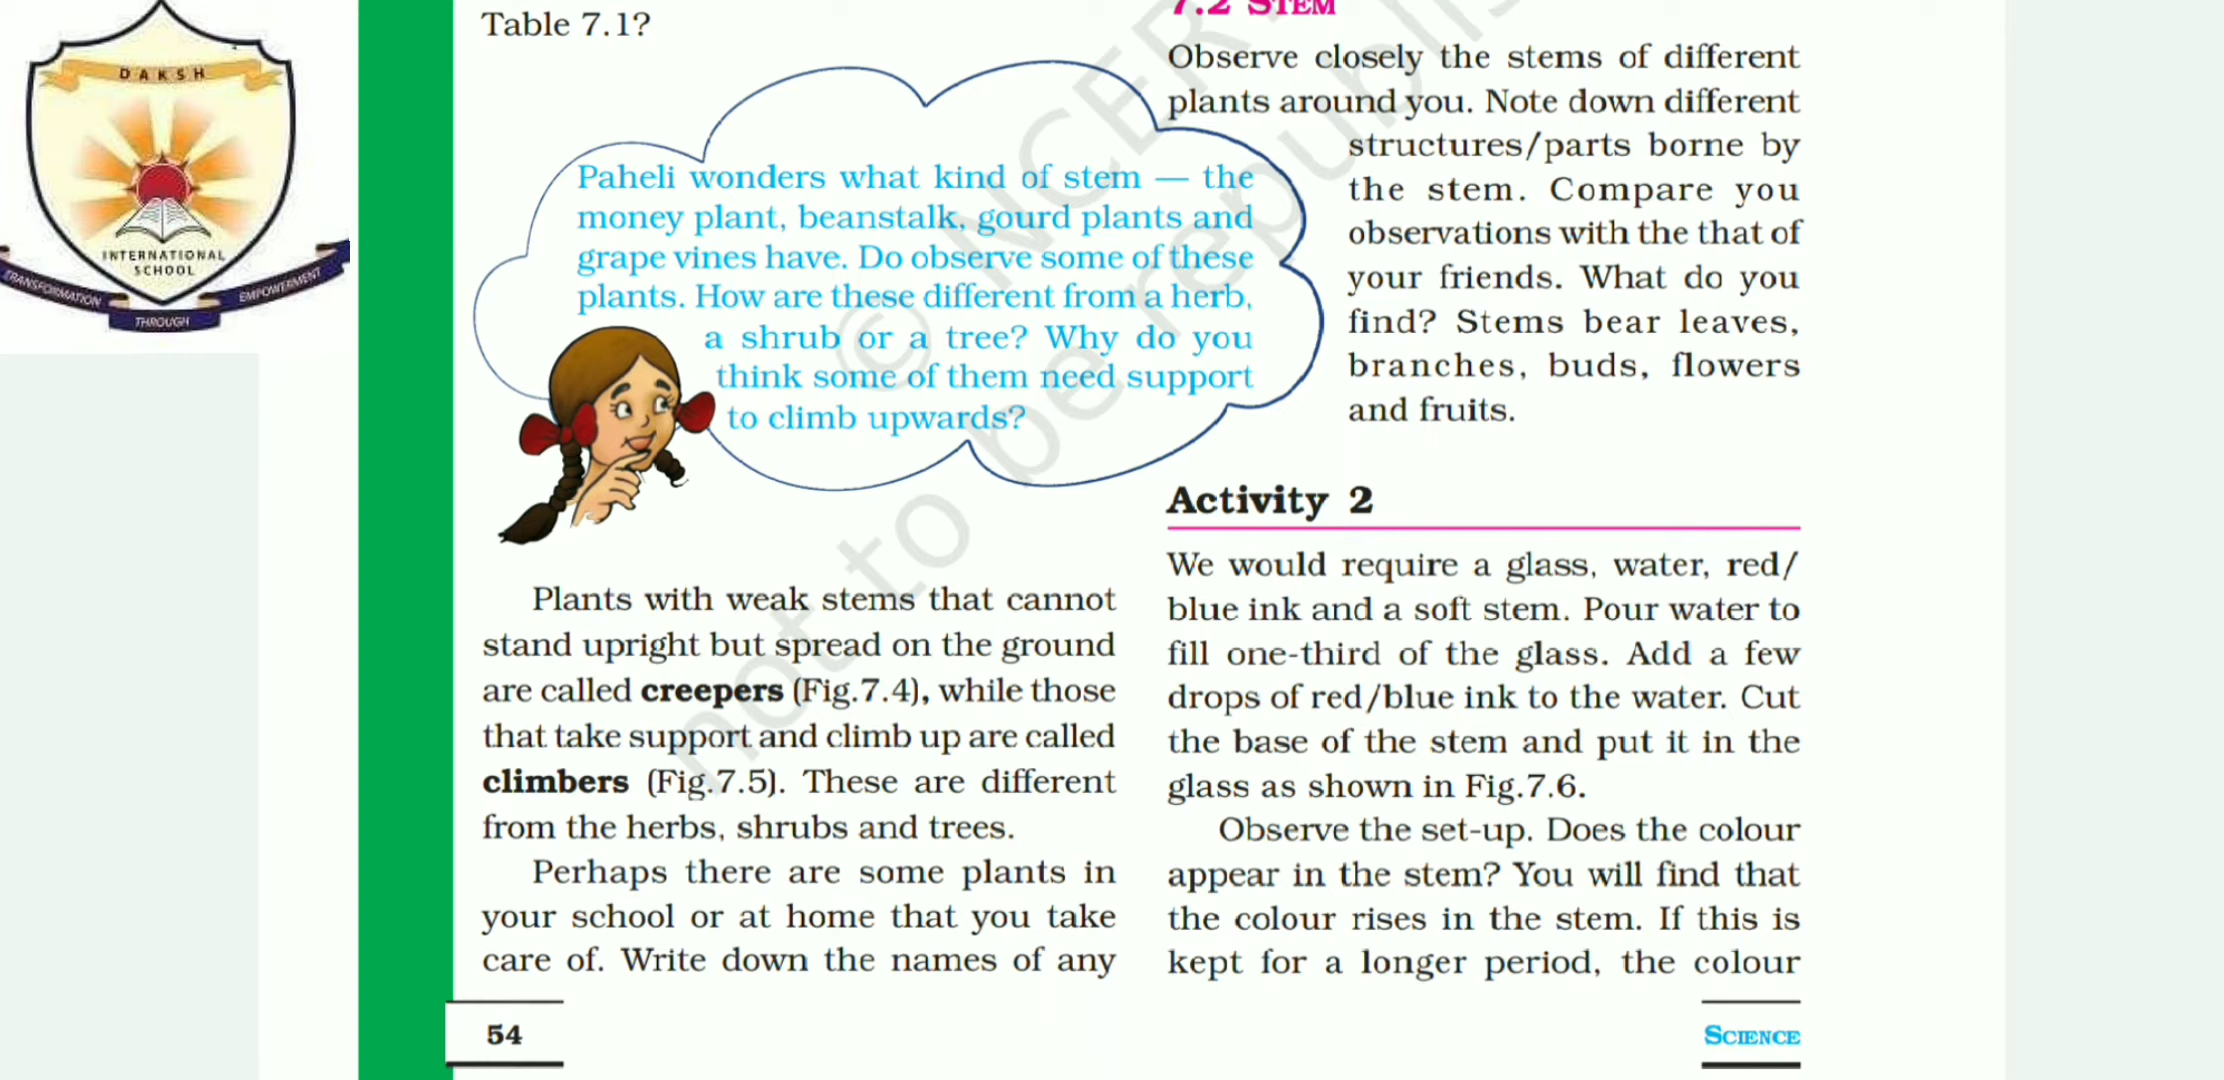 DAKSH
INTERNATIONAL
SCHOOL
TRANSFORMATION
THROUGH
EMPOWERMENT
Table 7.1?
Paheli wonders what kind of stem — the
money plant, beanstalk, gourd plants and
grape vines have. Do observe some of these
plants. How are these different from a herb,
a shrub or a tree? Why do you
think some of them need support
to climb upwards?
Plants with weak stems that cannot
stand upright but spread on the ground
are called creepers (Fig.7.4), while those
that take support and climb up are called
climbers (Fig.7.5). These are different
from the herbs, shrubs and trees.
Perhaps there are some plants in
your school or at home that you take
care of. Write down the names of any
54
7.2 STEM
Observe closely the stems of different
plants around you. Note down different
structures/parts borne by
the stem. Compare you
observations with the that of
your friends. What do you
find? Stems bear leaves,
branches, buds, flowers
and fruits.
Activity 2
We would require a glass, water, red/
blue ink and a soft stem. Pour water to
fill one-third of the glass. Add a few
drops of red/blue ink to the water. Cut
the base of the stem and put it in the
glass as shown in Fig.7.6.
Observe the set-up. Does the colour
appear in the stem? You will find that
the colour rises in the stem. If this is
kept for a longer period, the colour
SCIENCE
© NCER
not to be republis